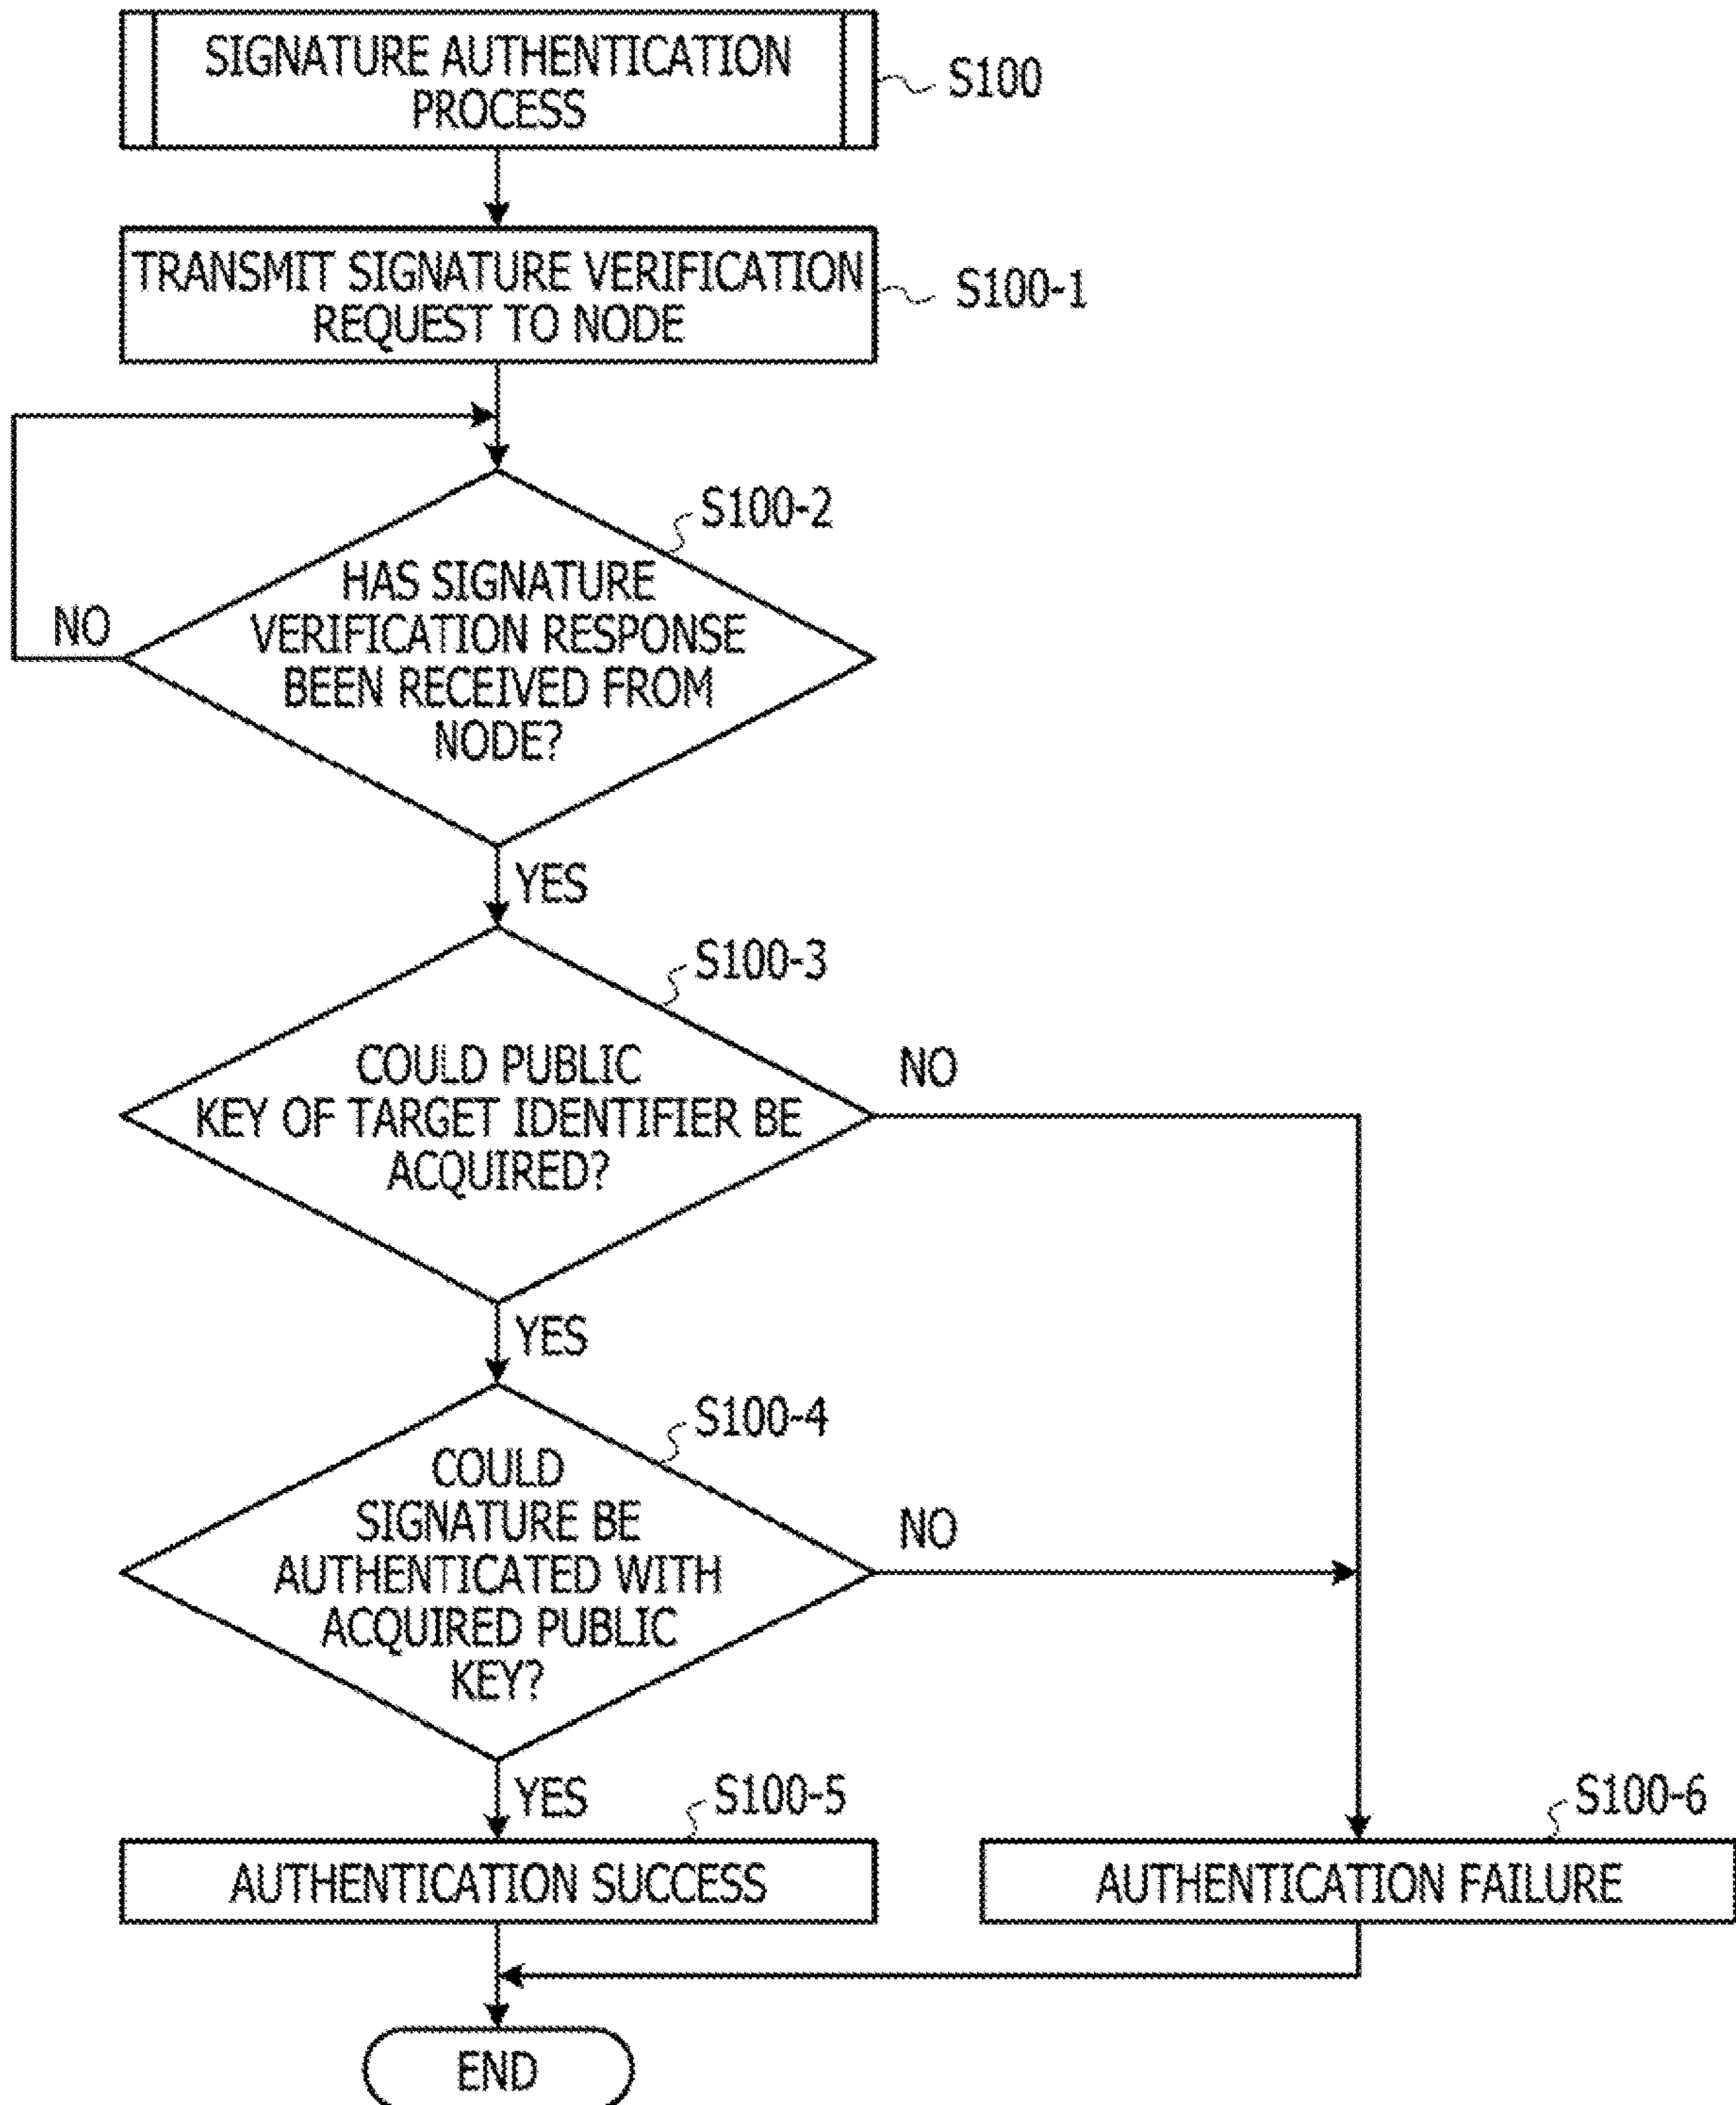 SIGNATURE AUTHENTICATION
PROCESS
S100
TRANSMIT SIGNATURE VERIFICATION
REQUEST TO NODE
S100-1
S100-2
HAS SIGNATURE
VERIFICATION RESPONSE
BEEN RECEIVED FROM
NODE?
NO
YES
S100-3
COULD PUBLIC
KEY OF TARGET IDENTIFIER BE
ACQUIRED?
NO
YES
S100-4
COULD
SIGNATURE BE
AUTHENTICATED WITH
ACQUIRED PUBLIC
KEY?
NO
YES
S100-5
AUTHENTICATION SUCCESS
S100-6
AUTHENTICATION FAILURE
END